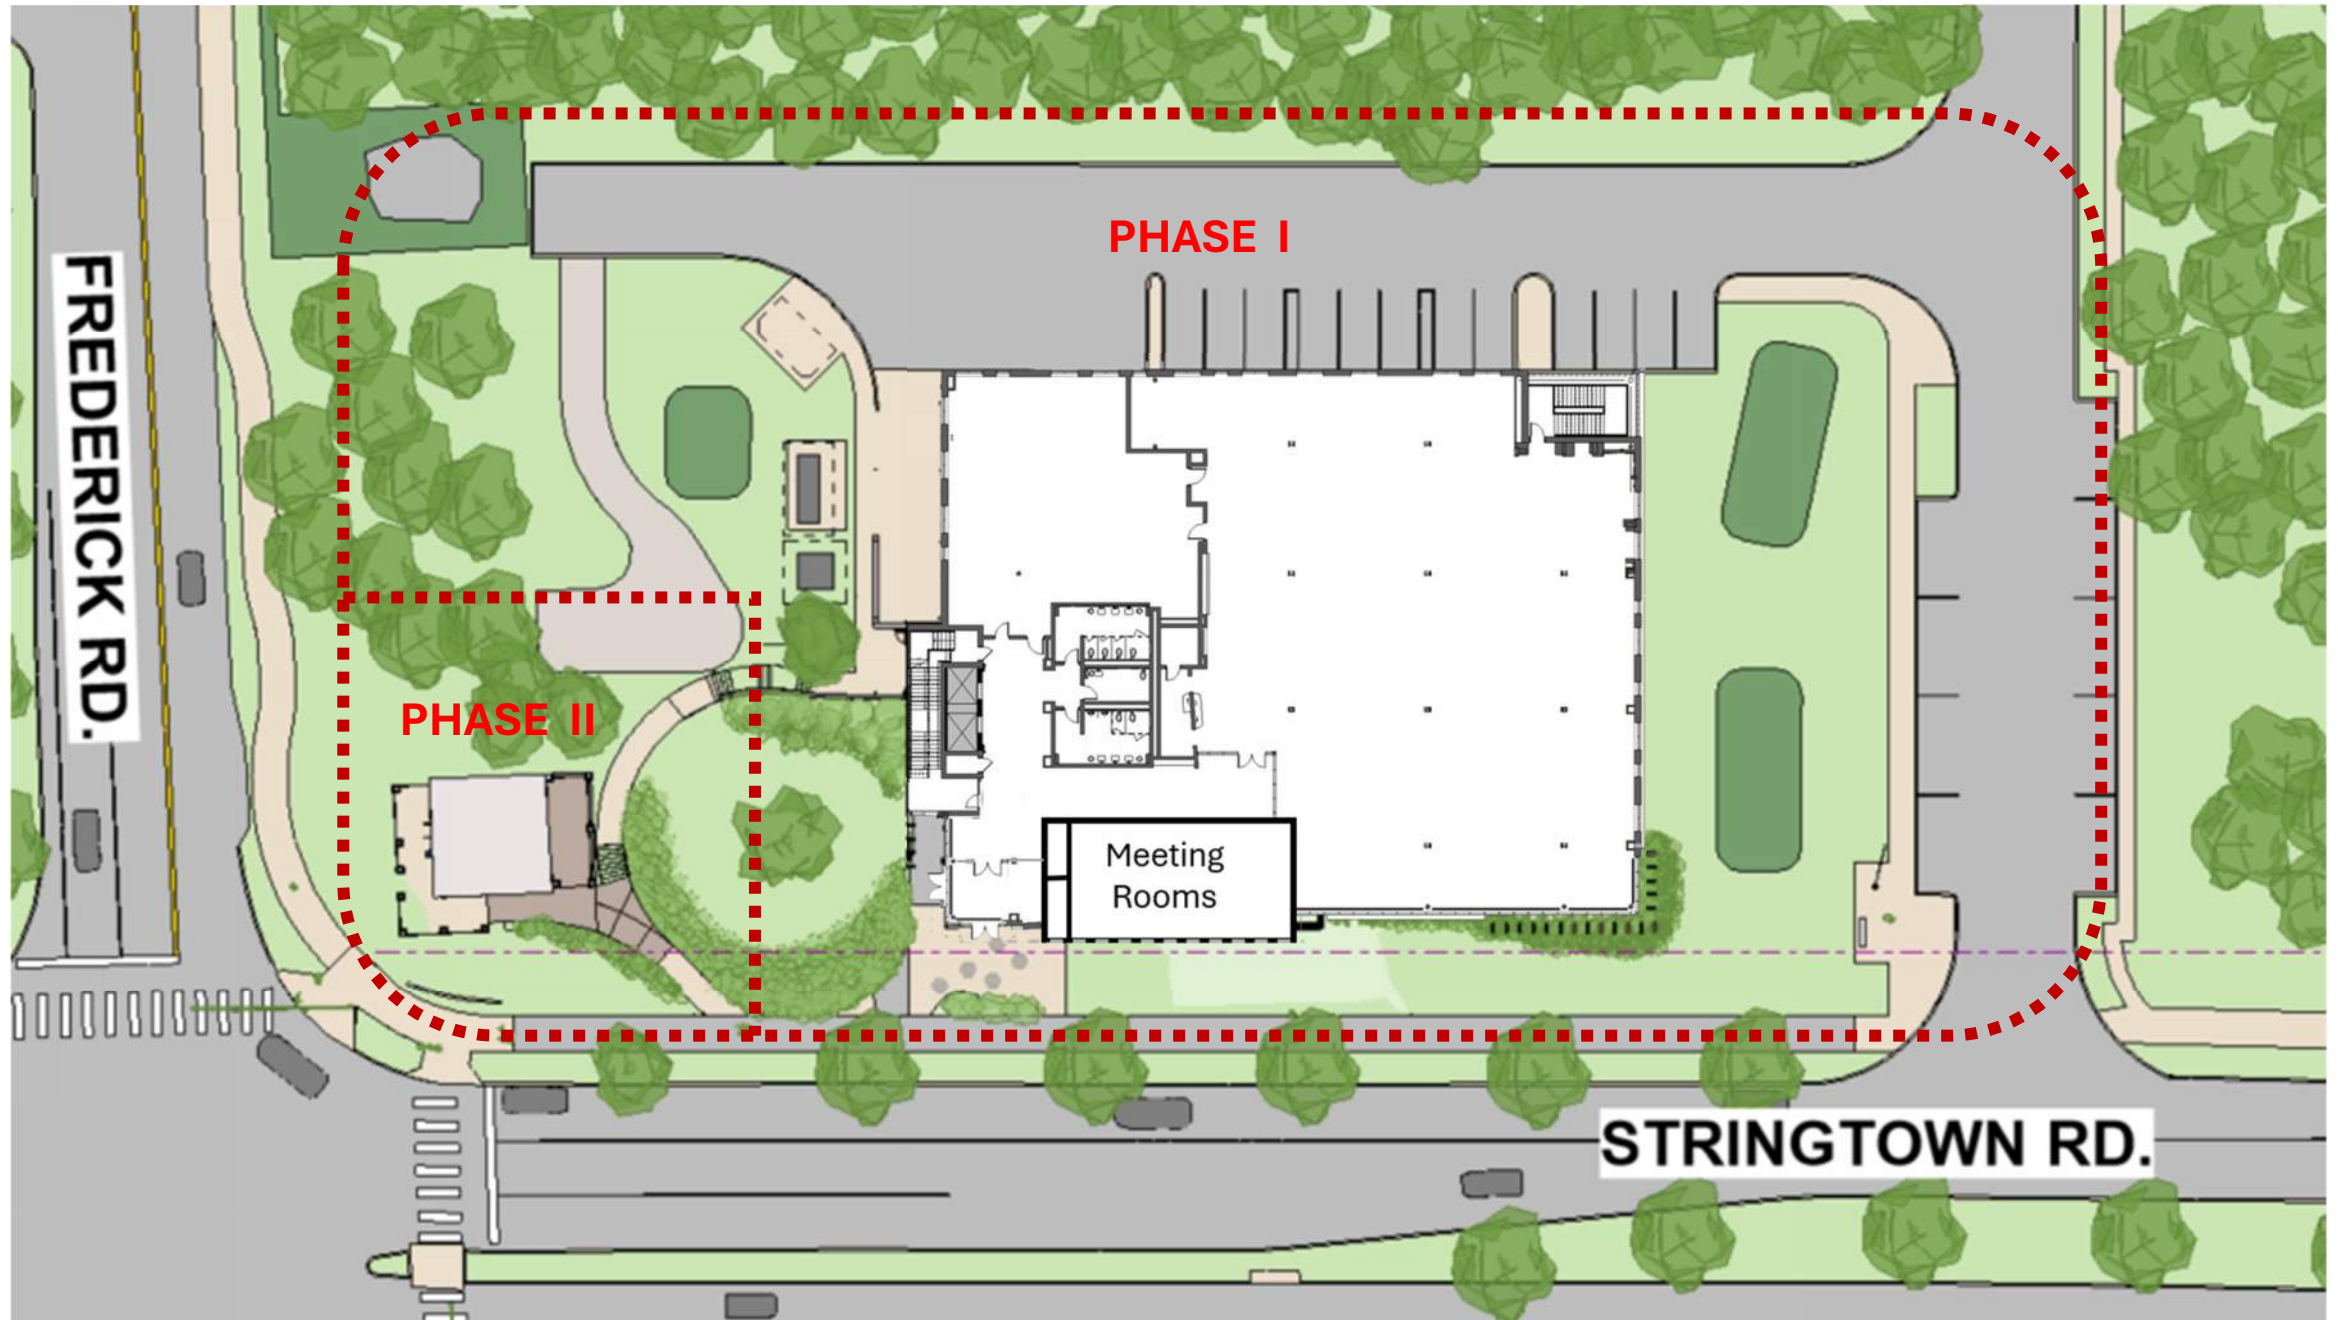 PHASE I
FREDERICK RD.
PHASE II
Meeting
Rooms
STRINGTOWN RD.